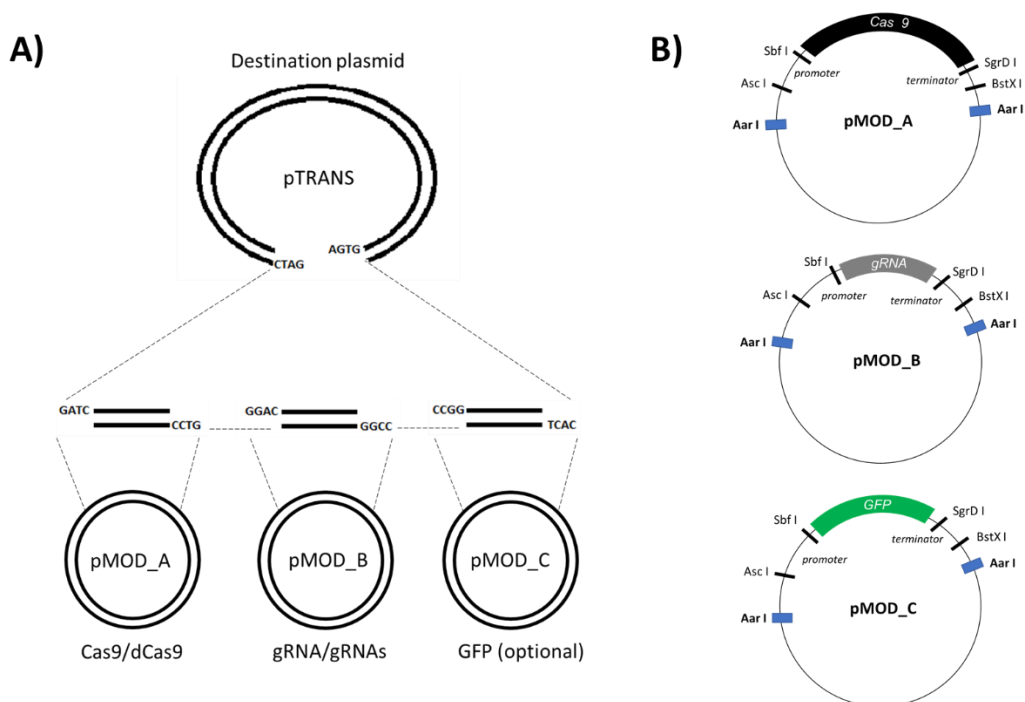 A)
Destination plasmid
pTRANS
CTAG
AGTG
GATC
CCTG
GGAC
GGCC
CCGG
TCAC
pMOD_A
pMOD_B
pMOD_C
Cas9/dCas9
gRNA/gRNAs
GFP (optional)
B)
Cas 9
Sbf I
promoter
terminator
SgrD I
Asc I
BstX I
Aar I
Aar I
pMOD_A
gRNA
Sbf I
promoter
terminator
SgrD I
Asc I
BstX I
Aar I
Aar I
pMOD_B
GFP
Sbf I
promoter
terminator
SgrD I
BstX I
Asc I
Aar I
Aar I
pMOD_C